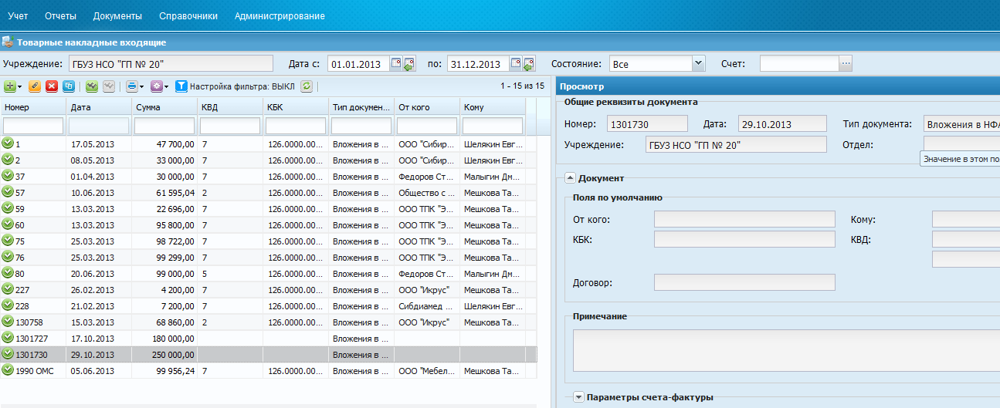 Учет Отчеты Документы Справочники Администрирование
Товарные накладные входящие
Учреждение: ГБУЗ НСО "ГП № 20" Дата с: 01.01.2013 по: 31.12.2013 Состояние: Все Счет:
Настройка фильтра: ВЫКЛ 1 - 15 из 15
Номер Дата Сумма КВД КБК Тип докумен... От кого Кому
1 17.05.2013 47 700,00 7 126.0000.00... Вложения в ... ООО "Сибир... Шелякин Евг...
2 08.05.2013 33 000,00 7 126.0000.00... Вложения в ... ООО "Сибир... Шелякин Евг...
37 01.04.2013 30 000,00 7 126.0000.00... Вложения в ... Федоров Ст... Малыгин Дм...
57 10.06.2013 61 595,04 2 126.0000.00... Вложения в ... Общество с ... Мешкова Та...
59 13.03.2013 22 696,00 7 126.0000.00... Вложения в ... ООО ТПК "Э... Мешкова Та...
60 13.03.2013 95 800,00 7 126.0000.00... Вложения в ... ООО ТПК "Э... Мешкова Та...
75 25.03.2013 98 722,00 7 126.0000.00... Вложения в ... ООО ТПК "Э... Мешкова Та...
76 25.03.2013 99 299,00 7 126.0000.00... Вложения в ... ООО ТПК "Э... Мешкова Та...
80 20.06.2013 99 000,00 5 126.0000.00... Вложения в ... Федоров Ст... Малыгин Дм...
227 26.02.2013 4 200,00 7 126.0000.00... Вложения в ... ООО "Икрус" Мешкова Та...
228 21.02.2013 7 200,00 7 126.0000.00... Вложения в ... Сибдиамед ... Шелякин Евг...
130758 15.03.2013 68 860,00 2 126.0000.00... Вложения в ... ООО "Икрус" Мешкова Та...
1301727 17.10.2013 180 000,00 Вложения в ...
1301730 29.10.2013 250 000,00 Вложения в ...
1990 ОМС 05.06.2013 99 956,24 7 126.0000.00... Вложения в ... ООО "Мебел... Мешкова Та...
Просмотр
Общие реквизиты документа
Номер: 1301730 Дата: 29.10.2013 Тип документа: Вложения в НФА
Учреждение: ГБУЗ НСО "ГП № 20" Отдел:
Значение в этом по
Документ
Поля по умолчанию
От кого: Кому:
КБК: КВД:
Договор:
Примечание
Параметры счета-фактуры